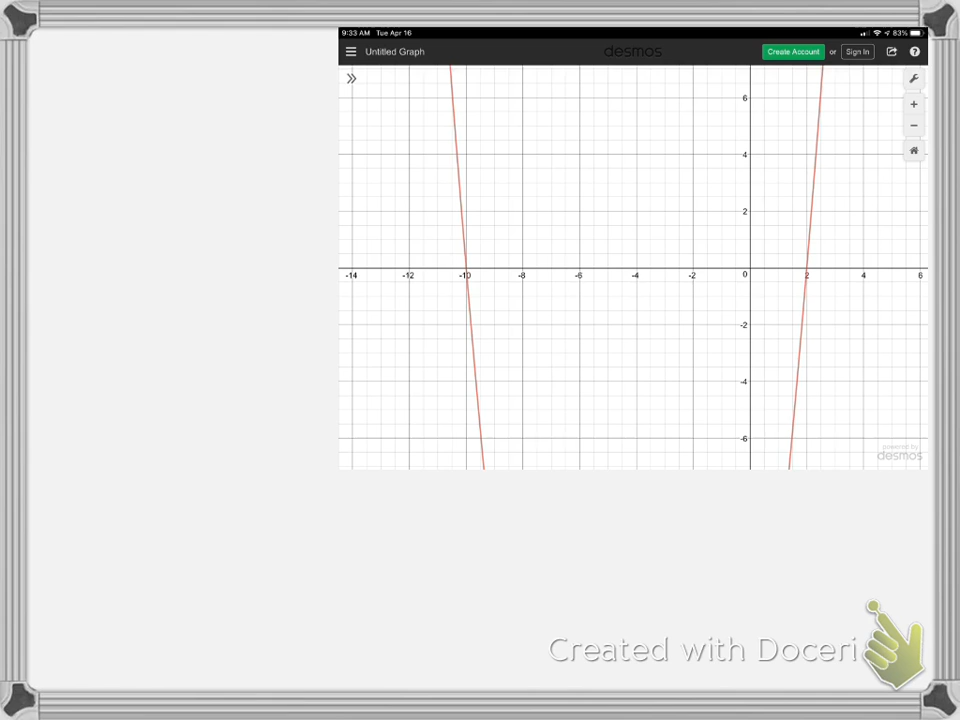 9:33 AM Tue Apr 16 83%
Untitled Graph desmos Create Account or Sign In ?
6
4
2
-14 -12 -10 -8 -6 -4 -2 0 2 4 6
-2
-4
-6
powered by
desmos
Created with Doceri